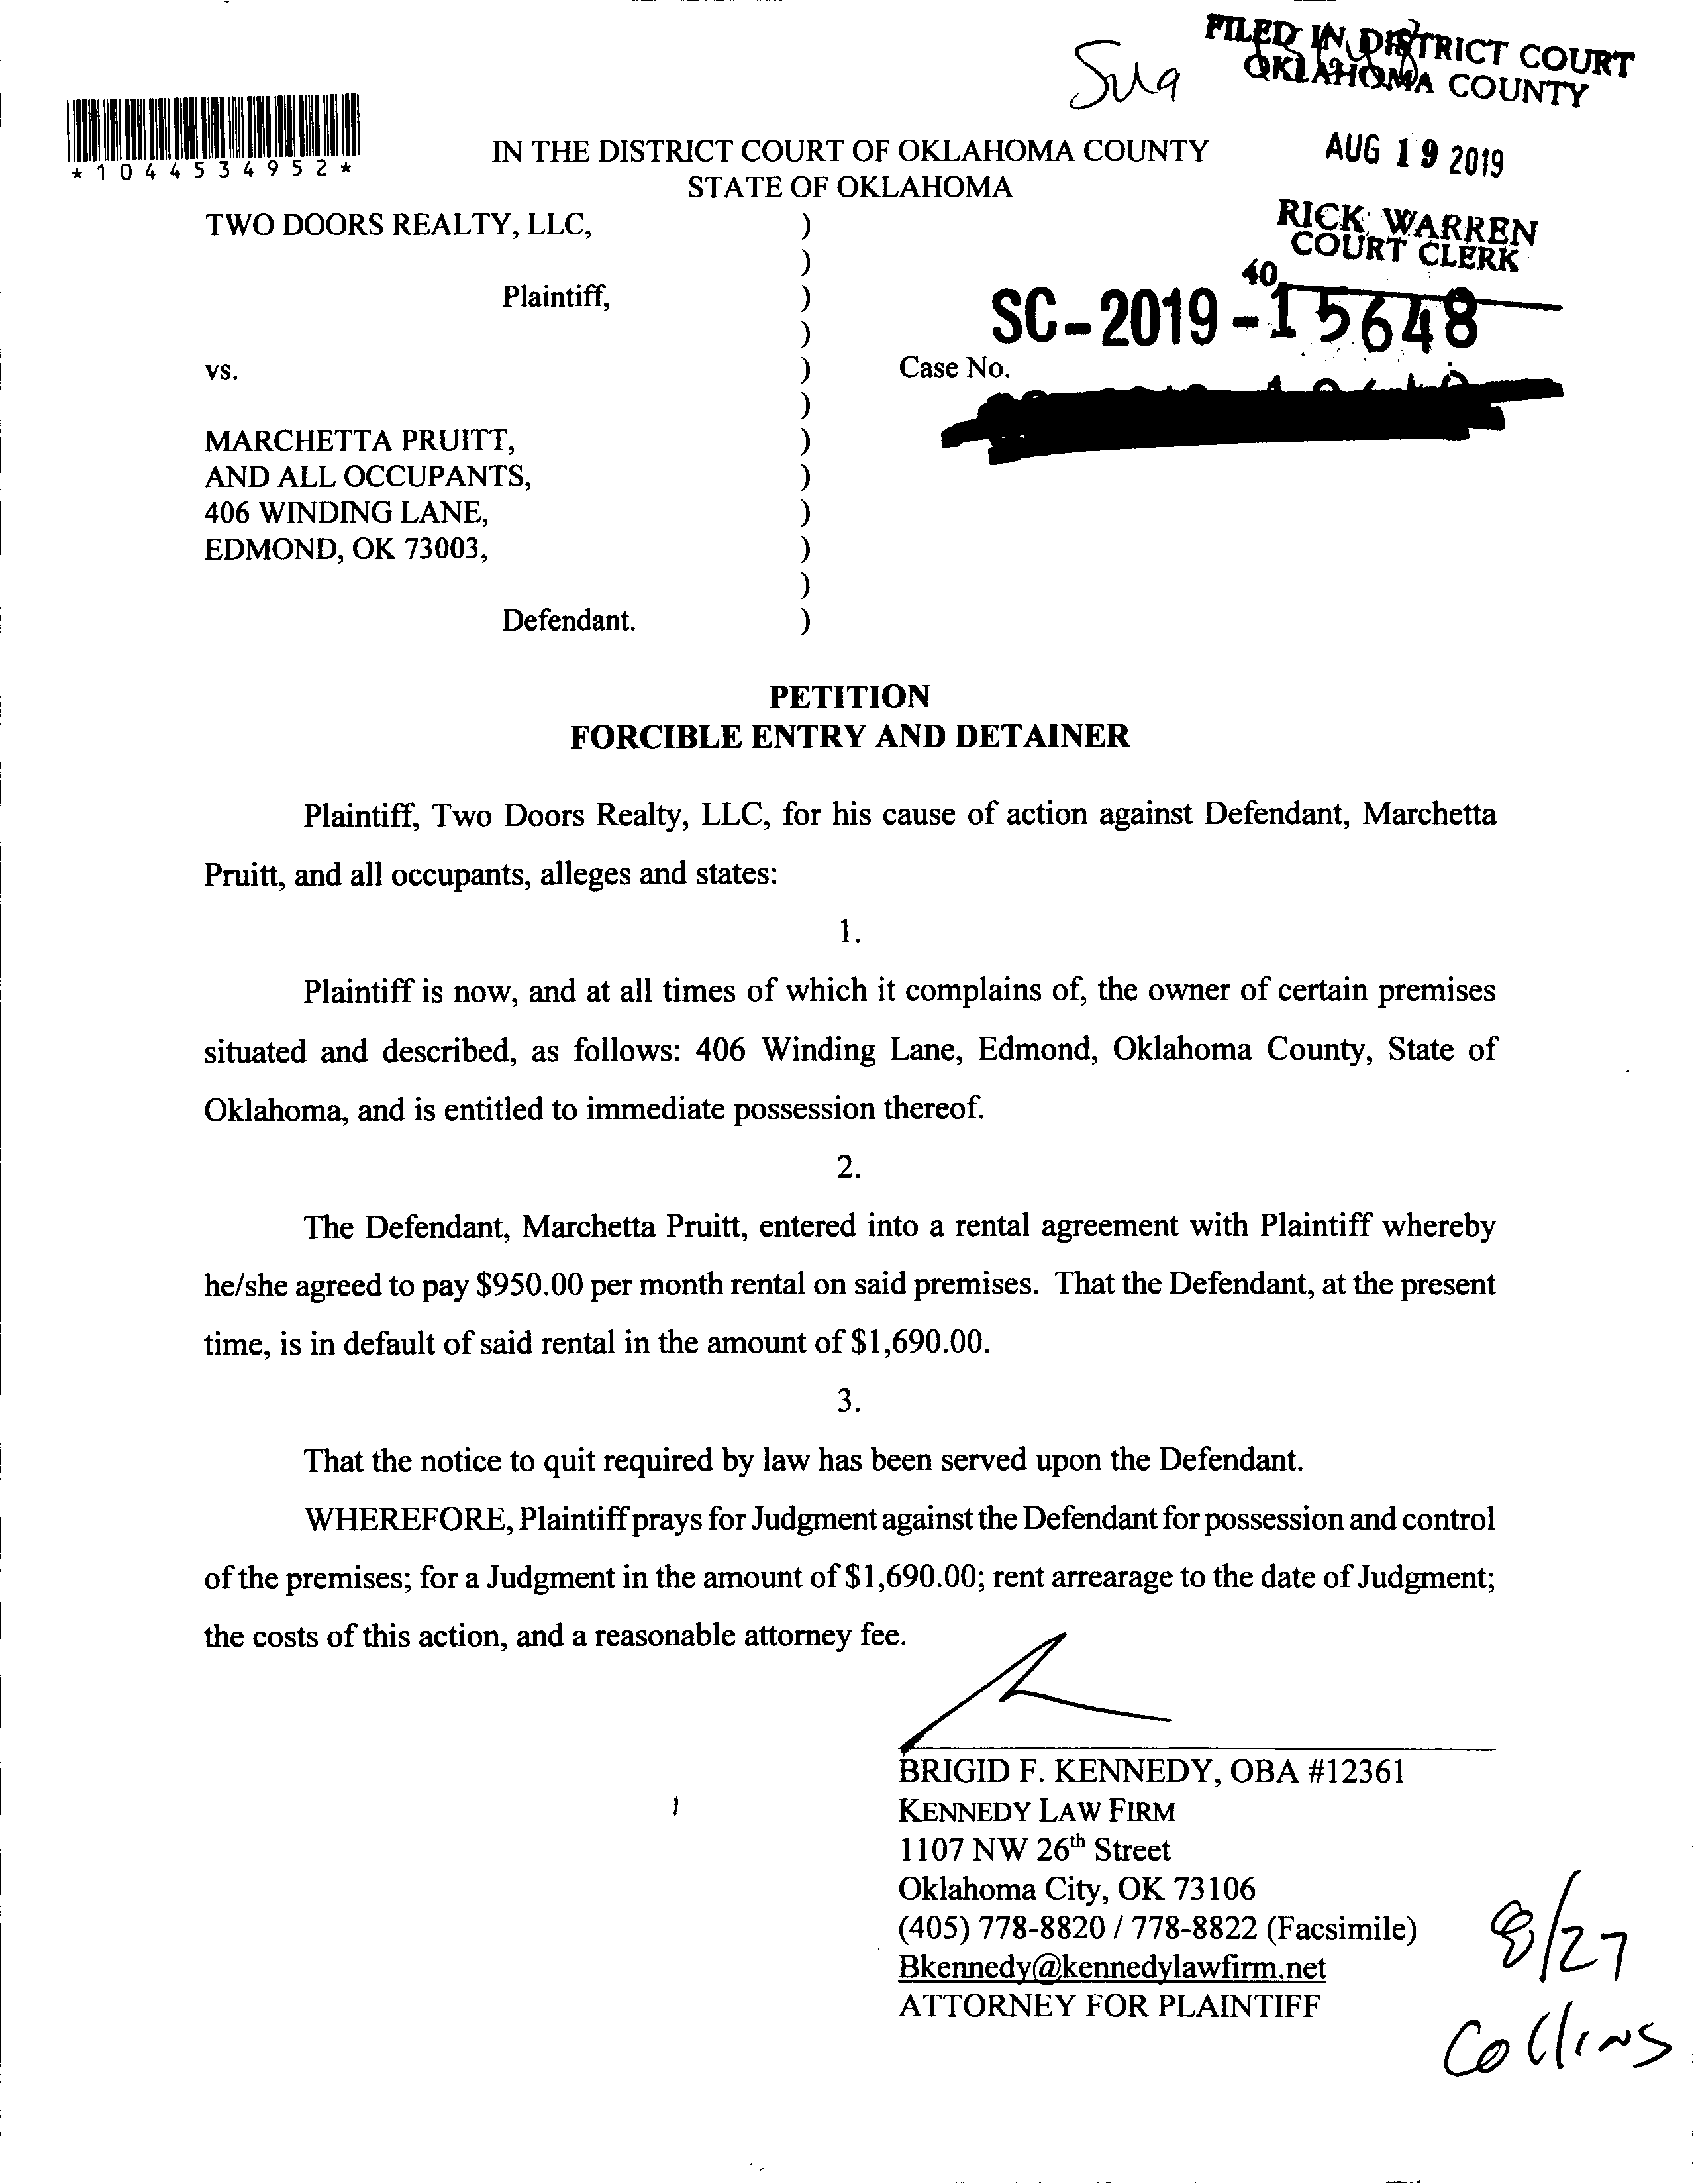 FILED IN DISTRICT COURT
OKLAHOMA COUNTY
*1044534952*
IN THE DISTRICT COURT OF OKLAHOMA COUNTY
STATE OF OKLAHOMA
AUG 19 2019
RICK WARREN
COURT CLERK
40
TWO DOORS REALTY, LLC, )
)
Plaintiff, )
)
SC-2019-15648
vs. ) Case No.
)
MARCHETTA PRUITT, )
AND ALL OCCUPANTS, )
406 WINDING LANE, )
EDMOND, OK 73003, )
)
Defendant. )
PETITION
FORCIBLE ENTRY AND DETAINER
Plaintiff, Two Doors Realty, LLC, for his cause of action against Defendant, Marchetta
Pruitt, and all occupants, alleges and states:
1.
Plaintiff is now, and at all times of which it complains of, the owner of certain premises
situated and described, as follows: 406 Winding Lane, Edmond, Oklahoma County, State of
Oklahoma, and is entitled to immediate possession thereof.
2.
The Defendant, Marchetta Pruitt, entered into a rental agreement with Plaintiff whereby
he/she agreed to pay $950.00 per month rental on said premises. That the Defendant, at the present
time, is in default of said rental in the amount of $1,690.00.
3.
That the notice to quit required by law has been served upon the Defendant.
WHEREFORE, Plaintiff prays for Judgment against the Defendant for possession and control
of the premises; for a Judgment in the amount of $1,690.00; rent arrearage to the date of Judgment;
the costs of this action, and a reasonable attorney fee.
BRIGID F. KENNEDY, OBA #12361
KENNEDY LAW FIRM
1107 NW 26th Street
Oklahoma City, OK 73106
(405) 778-8820 / 778-8822 (Facsimile)
Bkennedy@kennedylawfirm.net
ATTORNEY FOR PLAINTIFF
8/27
Collins